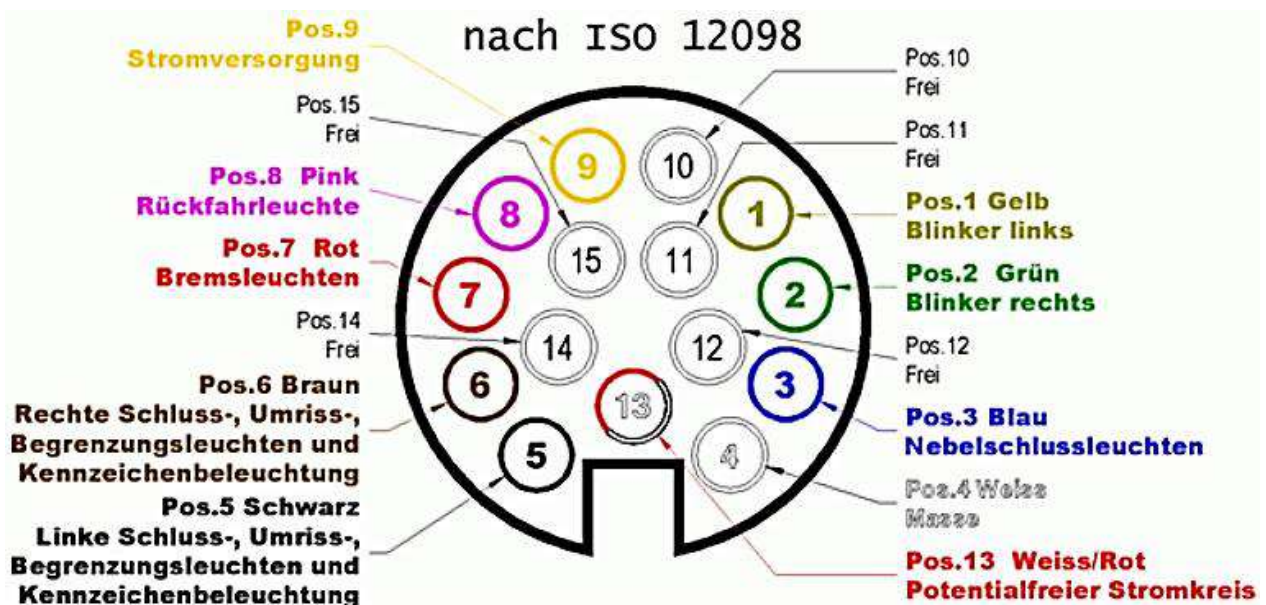 nach ISO 12098
Pos.9
Stromversorgung
Pos.15
Frei
Pos.8 Pink
Rückfahrleuchte
Pos.7 Rot
Bremsleuchten
Pos.14
Frei
Pos.6 Braun
Rechte Schluss-, Umriss-,
Begrenzungsleuchten und
Kennzeichenbeleuchtung
Pos.5 Schwarz
Linke Schluss-, Umriss-,
Begrenzungsleuchten und
Kennzeichenbeleuchtung
9
10
8
1
15
11
7
2
14
12
6
3
13
5
4
Pos.10
Frei
Pos.11
Frei
Pos.1 Gelb
Blinker links
Pos.2 Grün
Blinker rechts
Pos.12
Frei
Pos.3 Blau
Nebelschlussleuchten
Pos.4 Weiss
Masse
Pos.13 Weiss/Rot
Potentialfreier Stromkreis